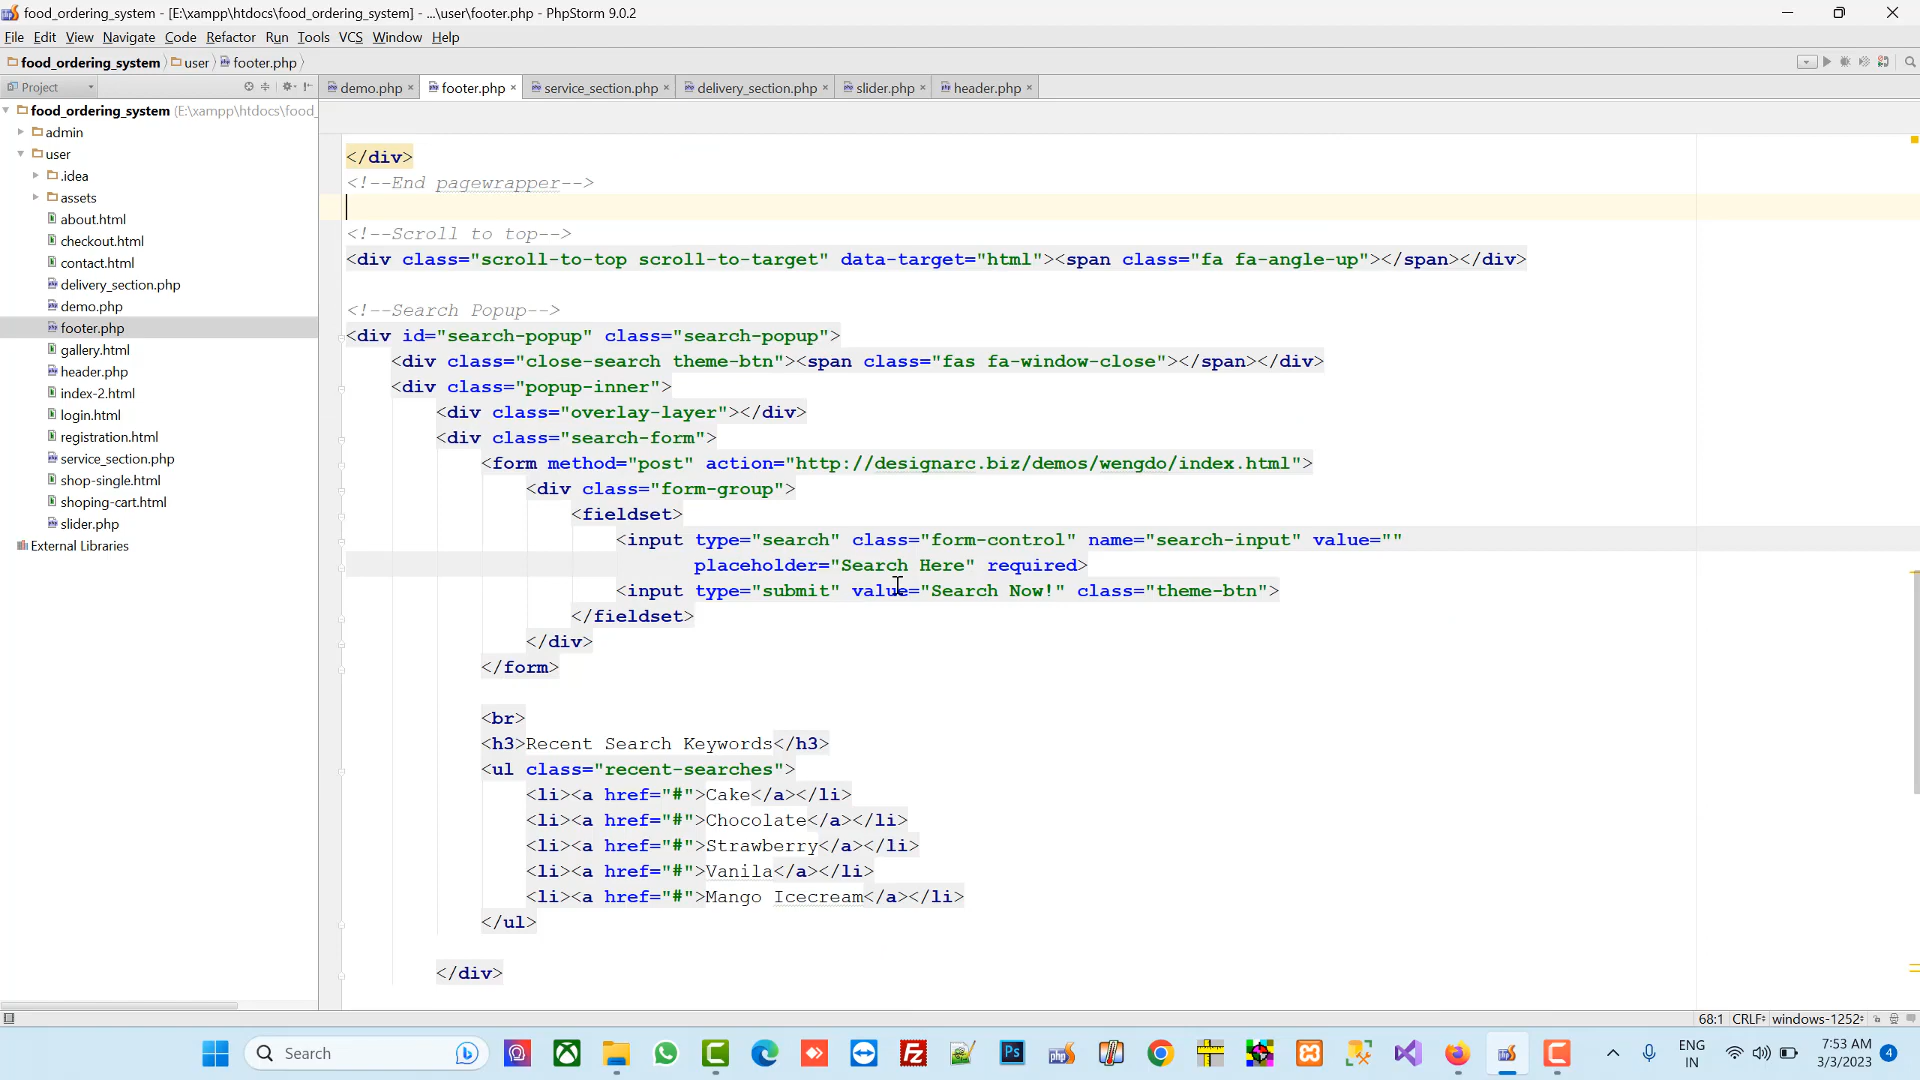 food_ordering_system - [E:\xampp\htdocs\food_ordering_system] - ...\user\footer.php - PhpStorm 9.0.2
File Edit View Navigate Code Refactor Run Tools VCS Window Help
food_ordering_system user footer.php
Project
demo.php footer.php service_section.php delivery_section.php slider.php header.php
food_ordering_system (E:\xampp\htdocs\food_
admin
user
.idea
assets
about.html
checkout.html
contact.html
delivery_section.php
demo.php
footer.php
gallery.html
header.php
index-2.html
login.html
registration.html
service_section.php
shop-single.html
shoping-cart.html
slider.php
External Libraries
</div>
<!--End pagewrapper-->
<!--Scroll to top-->
<div class="scroll-to-top scroll-to-target" data-target="html"><span class="fa fa-angle-up"></span></div>
<!--Search Popup-->
<div id="search-popup" class="search-popup">
<div class="close-search theme-btn"><span class="fas fa-window-close"></span></div>
<div class="popup-inner">
<div class="overlay-layer"></div>
<div class="search-form">
<form method="post" action="http://designarc.biz/demos/wengdo/index.html">
<div class="form-group">
<fieldset>
<input type="search" class="form-control" name="search-input" value=""
placeholder="Search Here" required>
<input type="submit" value="Search Now!" class="theme-btn">
</fieldset>
</div>
</form>
<br>
<h3>Recent Search Keywords</h3>
<ul class="recent-searches">
<li><a href="#">Cake</a></li>
<li><a href="#">Chocolate</a></li>
<li><a href="#">Strawberry</a></li>
<li><a href="#">Vanila</a></li>
<li><a href="#">Mango Icecream</a></li>
</ul>
</div>
68:1 CRLF windows-1252
Search
ENG
IN
7:53 AM
3/3/2023
4